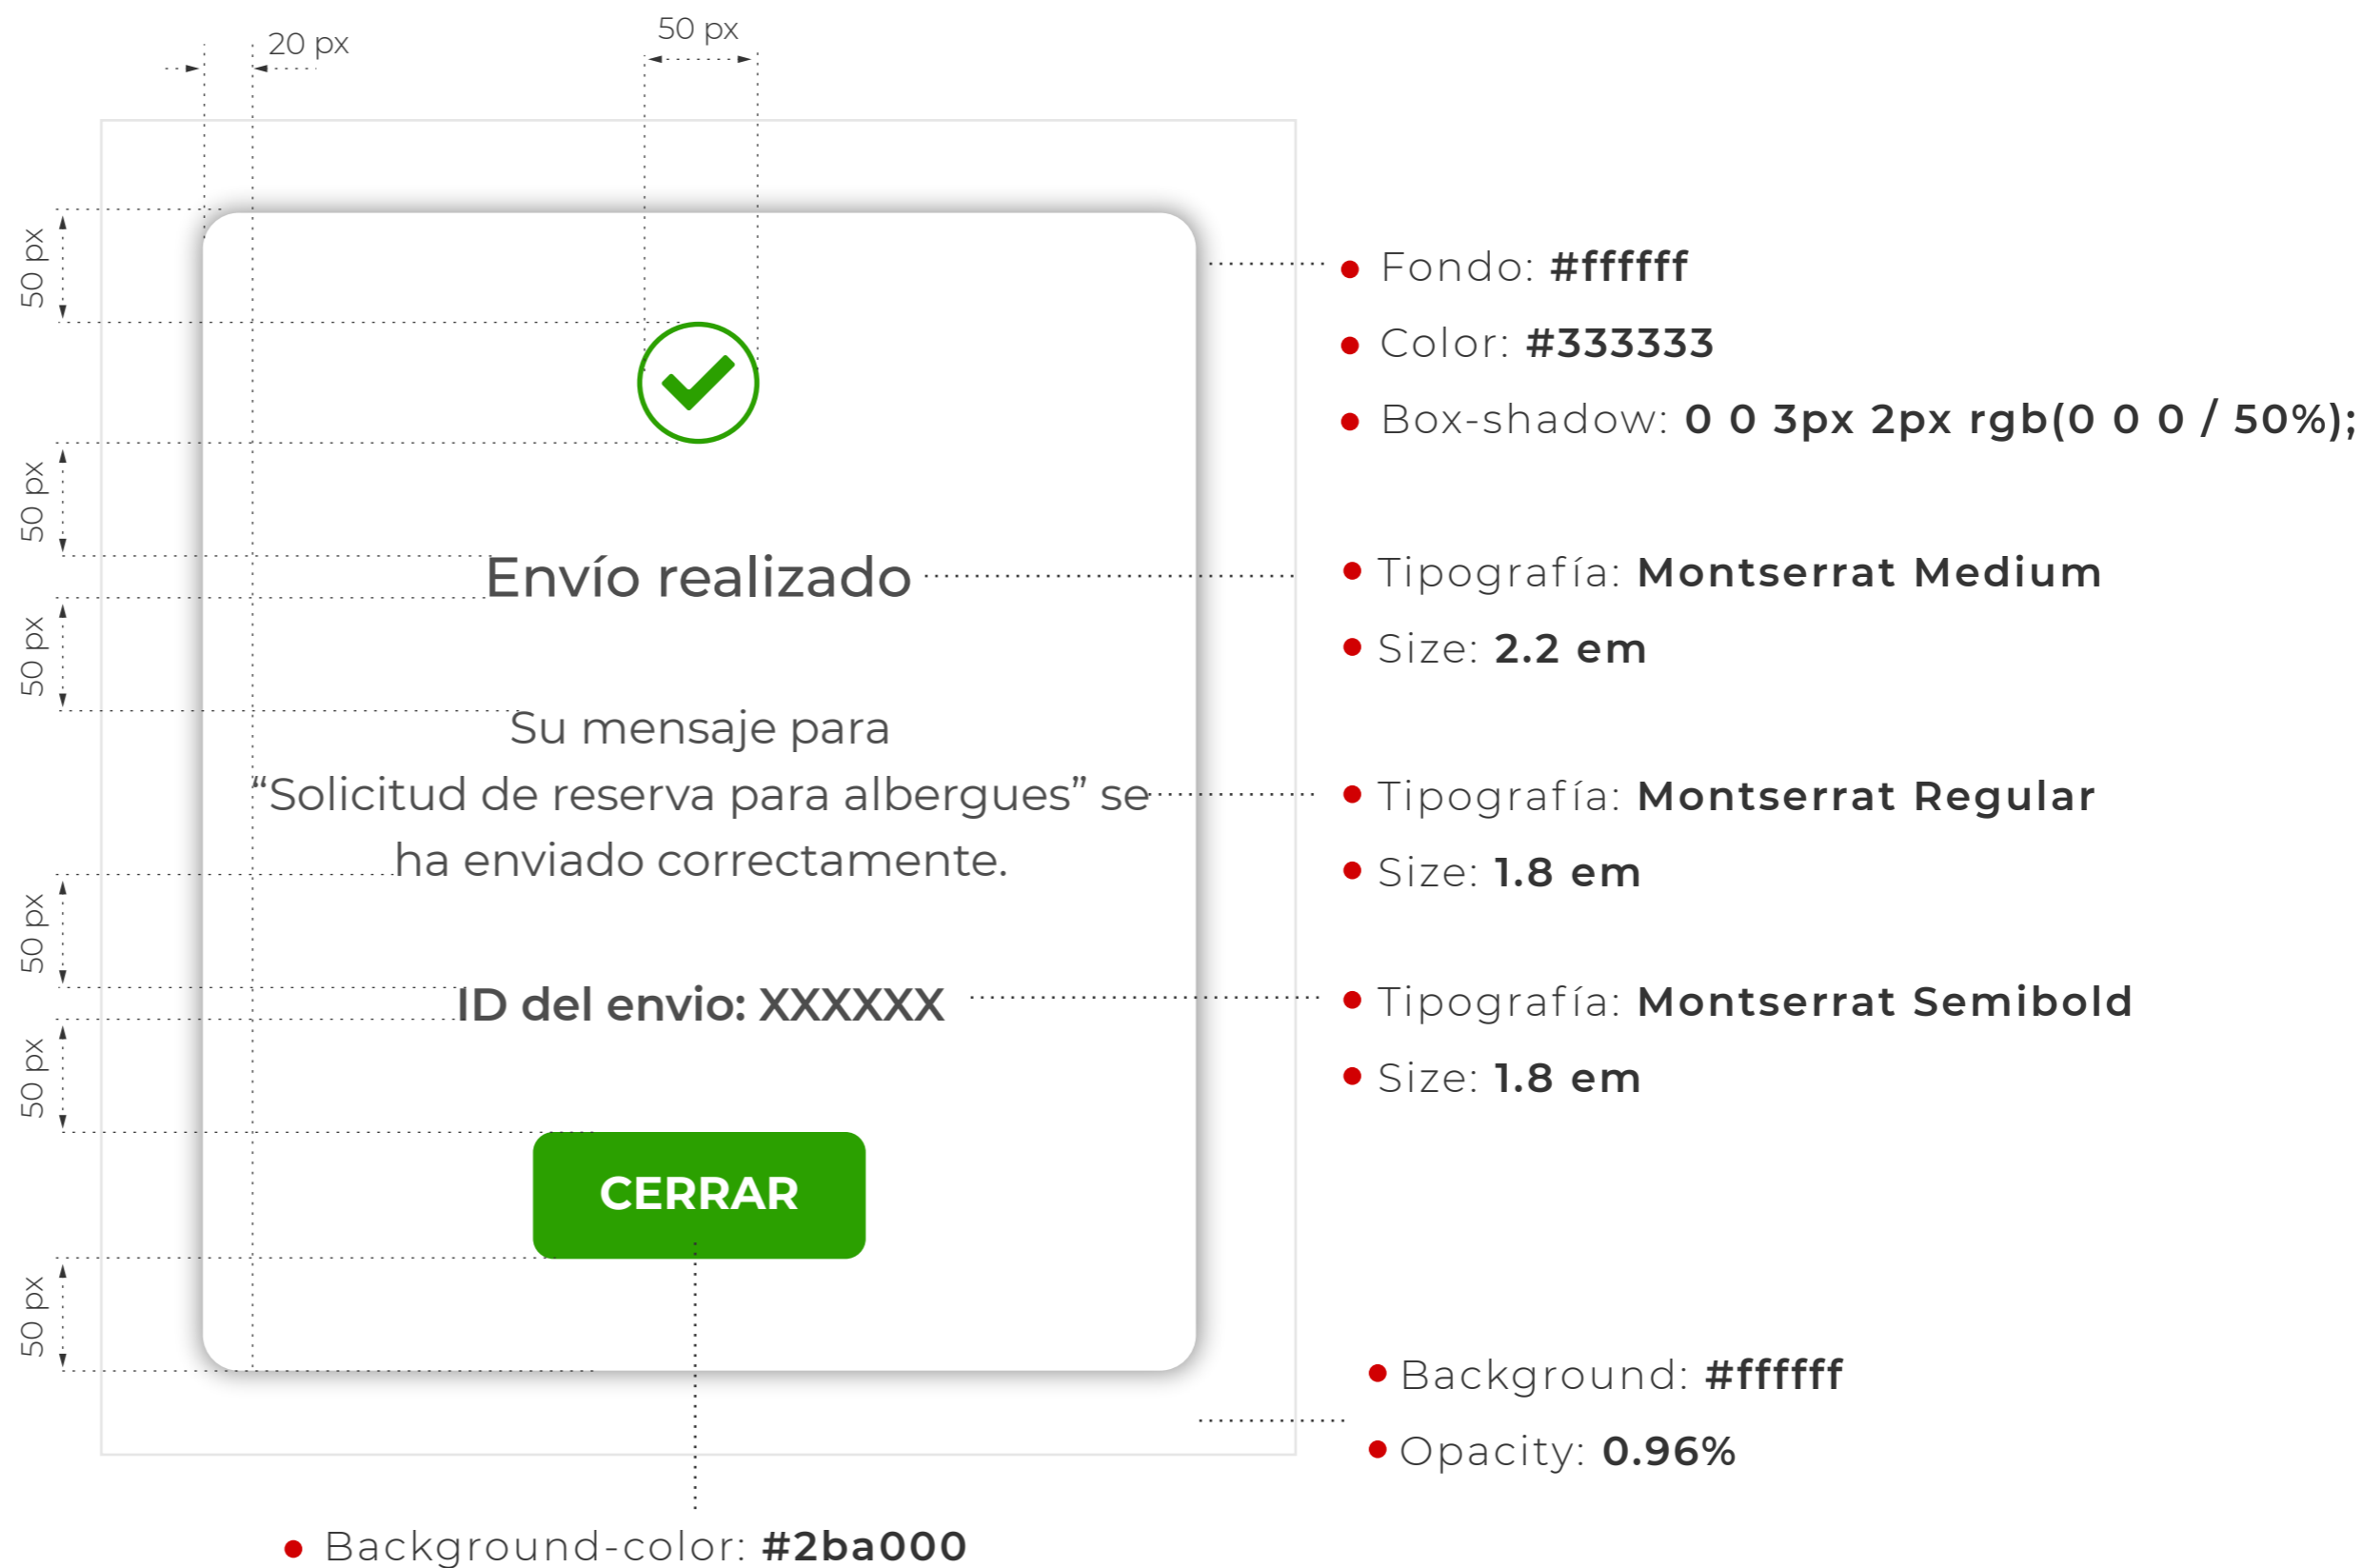 50 px
20 px
50 px
Fondo: #ffffff
Color: #333333
Box-shadow: 0 0 3px 2px rgb(0 0 0 / 50%);
50 px
Envío realizado
Tipografía: Montserrat Medium
50 px
Size: 2.2 em
Su mensaje para
“Solicitud de reserva para albergues” se
ha enviado correctamente.
Tipografía: Montserrat Regular
Size: 1.8 em
50 px
ID del envio: XXXXXX
Tipografía: Montserrat Semibold
Size: 1.8 em
50 px
CERRAR
50 px
Background: #ffffff
Opacity: 0.96%
Background-color: #2ba000